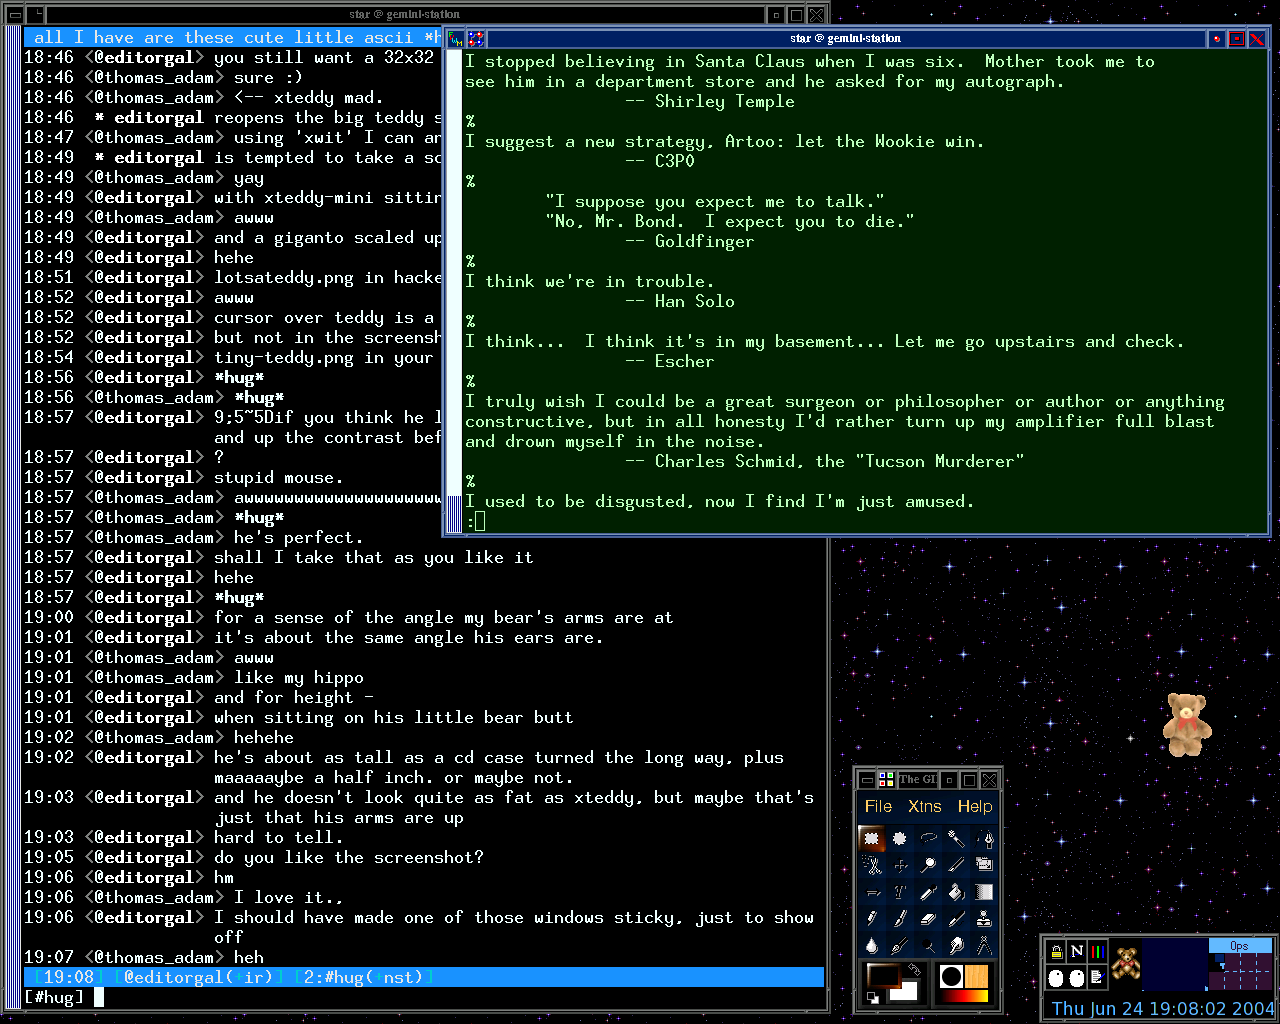 star @ gemini-station
all I have are these cute little ascii *h
18:46 <@editorgal> you still want a 32x32
18:46 <@thomas_adam> sure :)
18:46 <@thomas_adam> <-- xteddy mad.
18:46  * editorgal reopens the big teddy s
18:47 <@thomas_adam> using 'xwit' I can an
18:49  * editorgal is tempted to take a sc
18:49 <@thomas_adam> yay
18:49 <@editorgal> with xteddy-mini sittin
18:49 <@thomas_adam> awww
18:49 <@editorgal> and a giganto scaled up
18:49 <@editorgal> hehe
18:51 <@editorgal> lotsateddy.png in hacke
18:52 <@thomas_adam> awww
18:52 <@editorgal> cursor over teddy is a
18:52 <@editorgal> but not in the screensh
18:54 <@editorgal> tiny-teddy.png in your
18:56 <@editorgal> *hug*
18:56 <@thomas_adam> *hug*
18:57 <@editorgal> 9;5~5Dif you think he l
and up the contrast bef
18:57 <@editorgal> ?
18:57 <@editorgal> stupid mouse.
18:57 <@thomas_adam> awwwwwwwwwwwwwwwwwwww
18:57 <@thomas_adam> *hug*
18:57 <@thomas_adam> he's perfect.
18:57 <@editorgal> shall I take that as you like it
18:57 <@editorgal> hehe
18:57 <@editorgal> *hug*
19:00 <@editorgal> for a sense of the angle my bear's arms are at
19:01 <@editorgal> it's about the same angle his ears are.
19:01 <@thomas_adam> awww
19:01 <@thomas_adam> like my hippo
19:01 <@editorgal> and for height -
19:01 <@editorgal> when sitting on his little bear butt
19:02 <@thomas_adam> hehehe
19:02 <@editorgal> he's about as tall as a cd case turned the long way, plus
maaaaaybe a half inch. or maybe not.
19:03 <@editorgal> and he doesn't look quite as fat as xteddy, but maybe that's
just that his arms are up
19:03 <@editorgal> hard to tell.
19:05 <@editorgal> do you like the screenshot?
19:06 <@editorgal> hm
19:06 <@thomas_adam> I love it.,
19:06 <@editorgal> I should have made one of those windows sticky, just to show
off
19:07 <@thomas_adam> heh
[19:08] [@editorgal(+ir)] [2:#hug(+nst)]
[#hug]
star @ gemini-station
I stopped believing in Santa Claus when I was six.  Mother took me to
see him in a department store and he asked for my autograph.
-- Shirley Temple
%
I suggest a new strategy, Artoo: let the Wookie win.
-- C3PO
%
"I suppose you expect me to talk."
"No, Mr. Bond.  I expect you to die."
-- Goldfinger
%
I think we're in trouble.
-- Han Solo
%
I think...  I think it's in my basement... Let me go upstairs and check.
-- Escher
%
I truly wish I could be a great surgeon or philosopher or author or anything
constructive, but in all honesty I'd rather turn up my amplifier full blast
and drown myself in the noise.
-- Charles Schmid, the "Tucson Murderer"
%
I used to be disgusted, now I find I'm just amused.
:
The GI
File Xtns Help
N
0ps
Thu Jun 24 19:08:02 2004